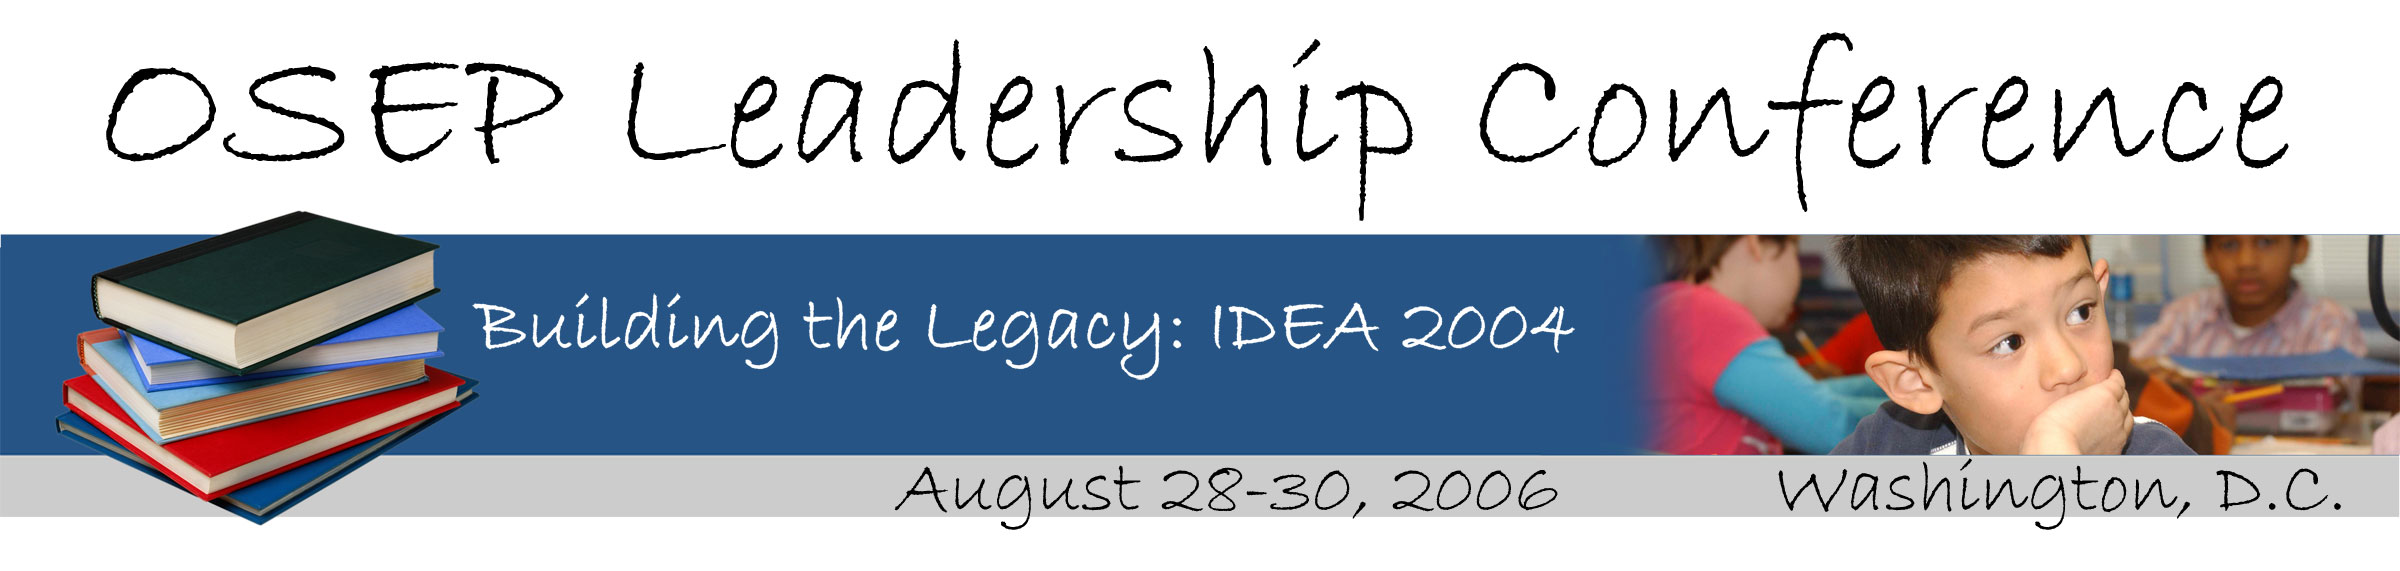 OSEP Leadership Conference
Building the Legacy: IDEA 2004
August 28-30, 2006 Washington, D.C.